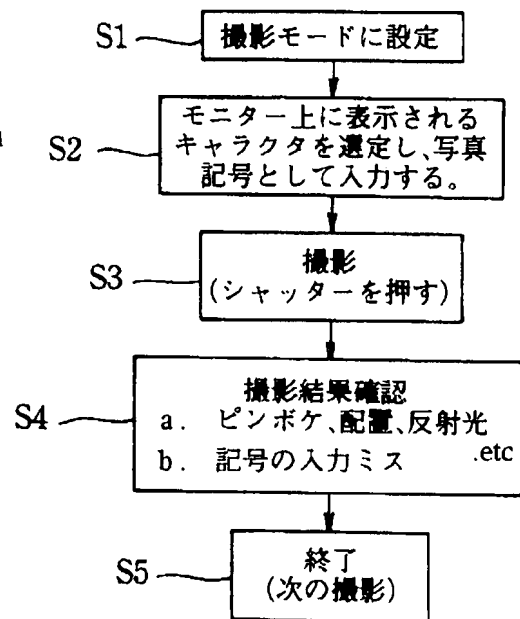 S1 撮影モードに設定
S2
モニター上に表示される
キャラクタを選定し、写真
記号として入力する。
S3
撮影
(シャッターを押す)
S4
撮影結果確認
a. ピンボケ、配置、反射光
b. 記号の入力ミス .etc
S5
終了
(次の撮影)